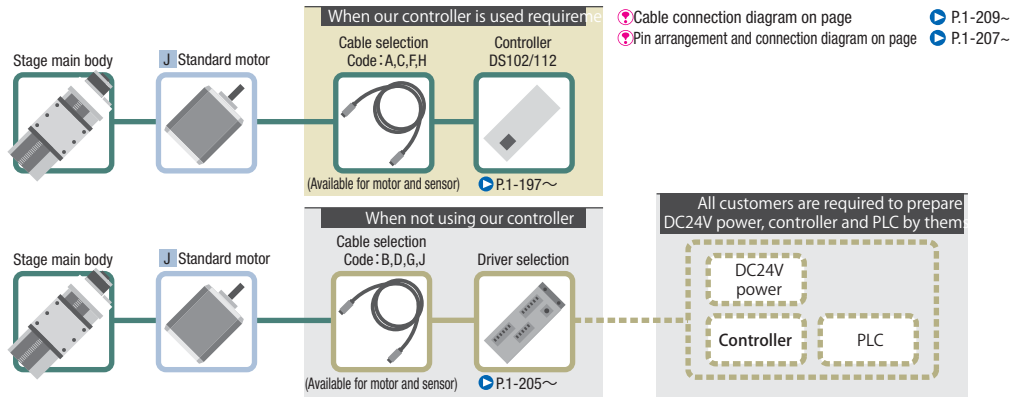 When our controller is used requireme
Cable connection diagram on page P.1-209~
Pin arrangement and connection diagram on page P.1-207~
Stage main body
J Standard motor
Cable selection
Code：A,C,F,H
Controller
DS102/112
(Available for motor and sensor)
P.1-197～
When not using our controller
Stage main body
J Standard motor
Cable selection
Code：B,D,G,J
Driver selection
(Available for motor and sensor)
P.1-205～
All customers are required to prepare
DC24V power, controller and PLC by thems
DC24V
power
Controller
PLC